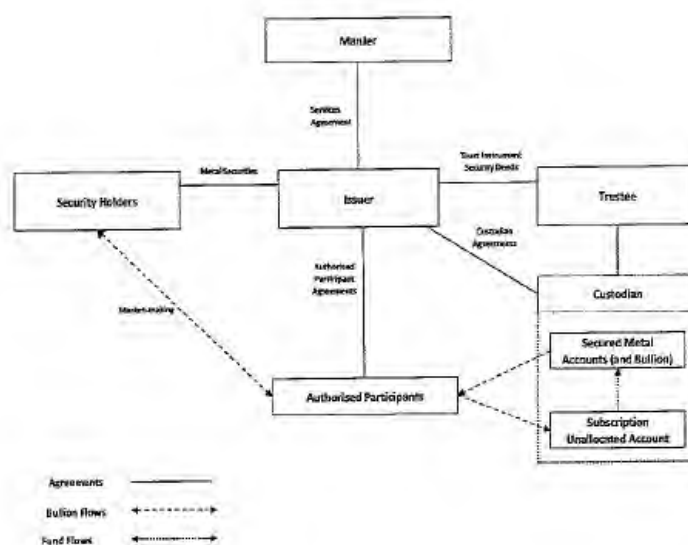 ManJer
Services
Agreement
Metal Securities
Trust Instrument
Security Deeds
Security Holders
Issuer
Trustee
Custodian
Agreements
Authorised
Participant
Agreements
Custodian
Market-making
Secured Metal
Accounts (and Bullion)
Authorised Participants
Subscription
Unallocated Account
Agreements
Bullion Flows
Fund Flows